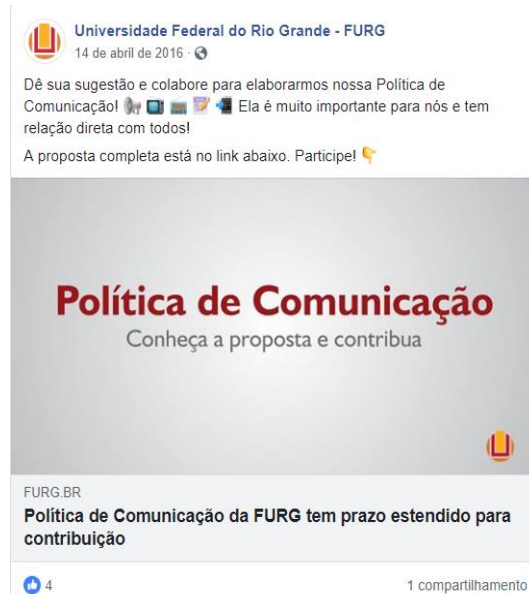 Universidade Federal do Rio Grande - FURG
14 de abril de 2016 ·
Dê sua sugestão e colabore para elaborarmos nossa Política de
Comunicação! Ela é muito importante para nós e tem
relação direta com todos!
A proposta completa está no link abaixo. Participe!
Política de Comunicação
Conheça a proposta e contribua
FURG.BR
Política de Comunicação da FURG tem prazo estendido para
contribuição
4
1 compartilhamento